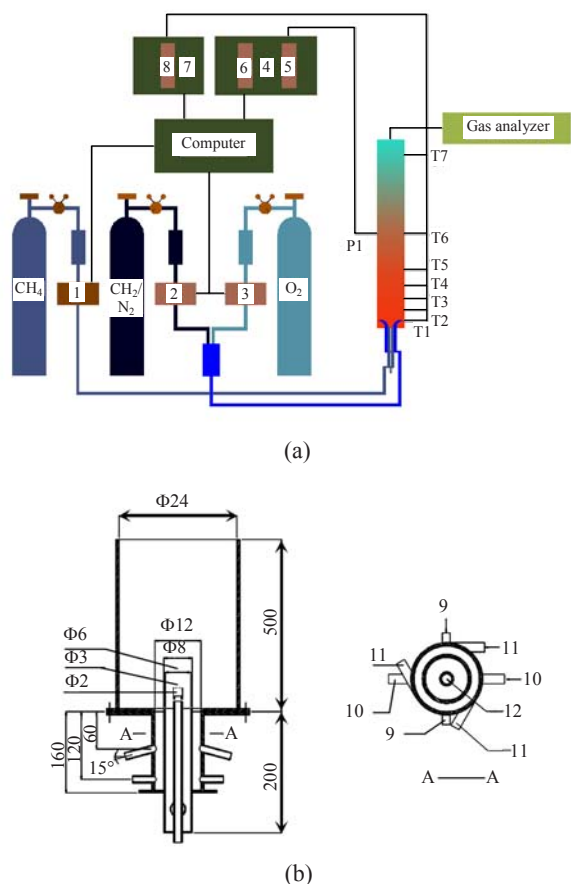 8 7
6 4 5
Computer
Gas analyzer
T7
P1
T6
T5
T4
T3
T2
T1
CH4
1
CH2/
N2
2
3
O2
(a)
Φ24
500
Φ12
Φ8
Φ6
Φ3
Φ2
A A
60
120
160
15°
200
9
11
11
10
10
12
9
11
A A
(b)